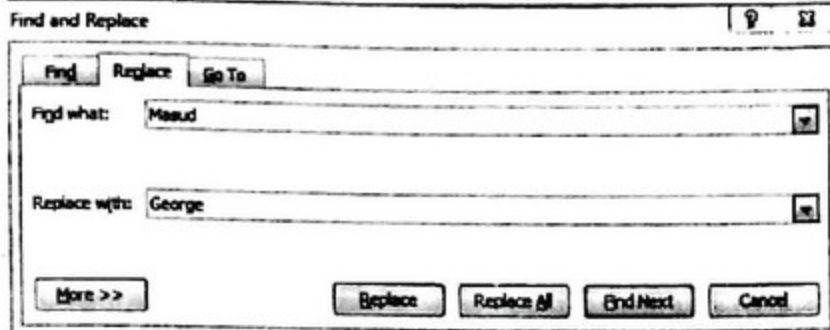 Find and Replace
Find Replace Go To
Find what: Masud
Replace with: George
More >> Replace Replace All Find Next Cancel